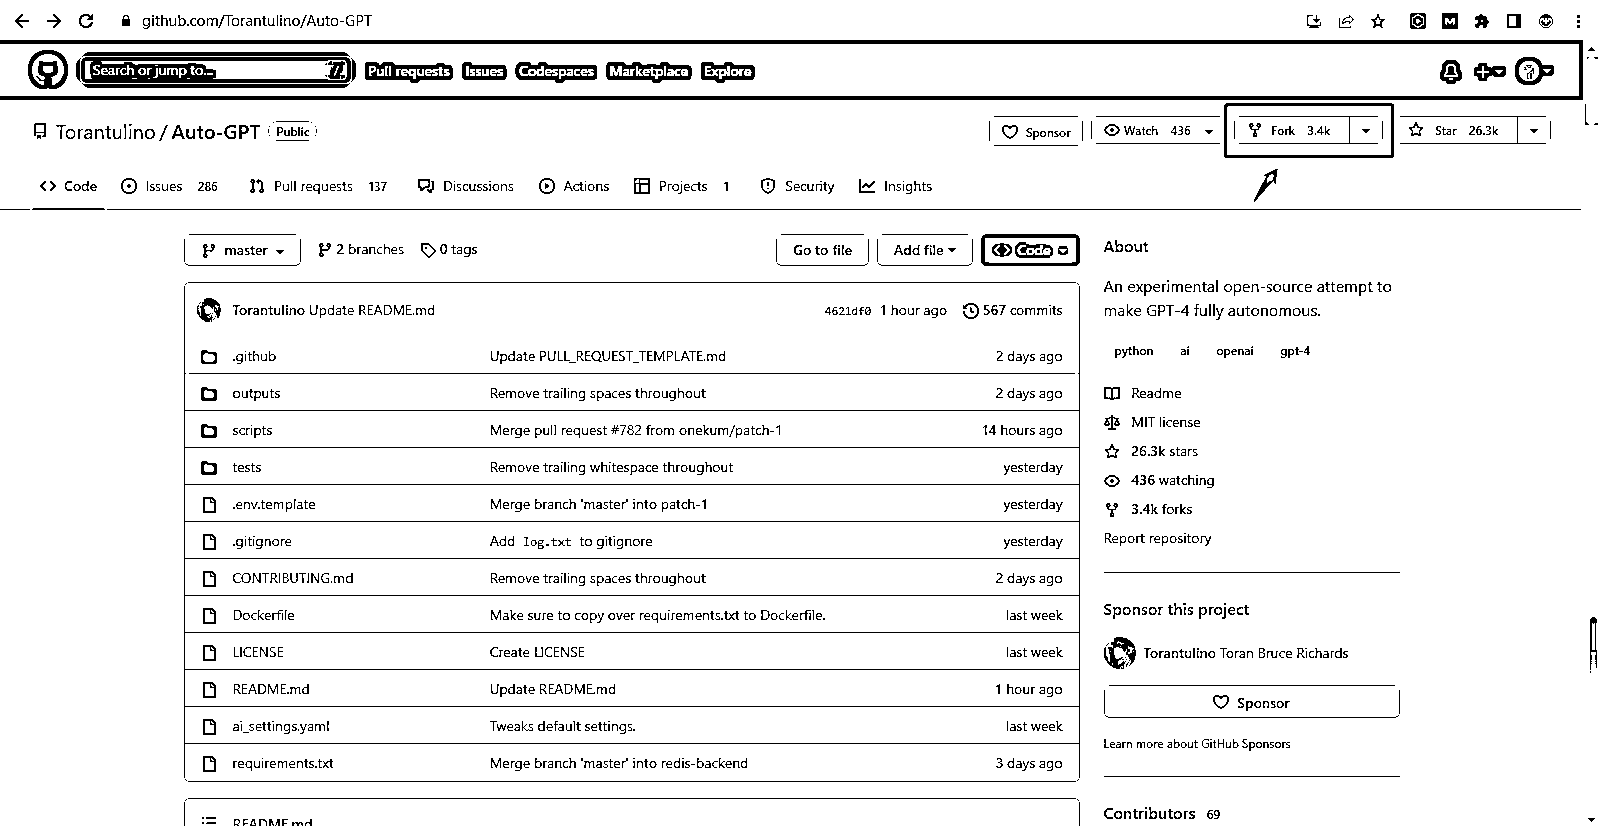 github.com/Torantulino/Auto-GPT
Search or jump to... /
Pull requests Issues Codespaces Marketplace Explore
Torantulino / Auto-GPT Public
Sponsor Watch 436 Fork 3.4k Star 26.3k
Code Issues 286 Pull requests 137 Discussions Actions Projects 1 Security Insights
master 2 branches 0 tags Go to file Add file Code
Torantulino Update README.md 4621df0 1 hour ago 567 commits
.github Update PULL_REQUEST_TEMPLATE.md 2 days ago
outputs Remove trailing spaces throughout 2 days ago
scripts Merge pull request #782 from onekum/patch-1 14 hours ago
tests Remove trailing whitespace throughout yesterday
.env.template Merge branch 'master' into patch-1 yesterday
.gitignore Add log.txt to gitignore yesterday
CONTRIBUTING.md Remove trailing spaces throughout 2 days ago
Dockerfile Make sure to copy over requirements.txt to Dockerfile. last week
LICENSE Create LICENSE last week
README.md Update README.md 1 hour ago
ai_settings.yaml Tweaks default settings. last week
requirements.txt Merge branch 'master' into redis-backend 3 days ago
README.md
About
An experimental open-source attempt to
make GPT-4 fully autonomous.
python ai openai gpt-4
Readme
MIT license
26.3k stars
436 watching
3.4k forks
Report repository
Sponsor this project
Torantulino Toran Bruce Richards
Sponsor
Learn more about GitHub Sponsors
Contributors 69